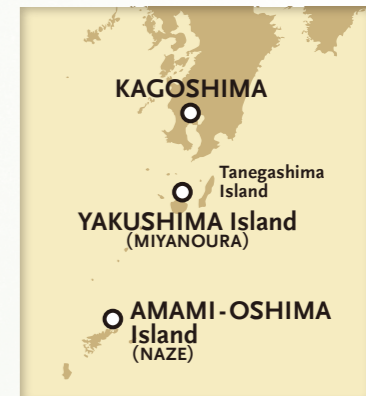 KAGOSHIMA
Tanegashima
Island
YAKUSHIMA Island
(MIYANOURA)
AMAMI-OSHIMA
Island
(NAZE)